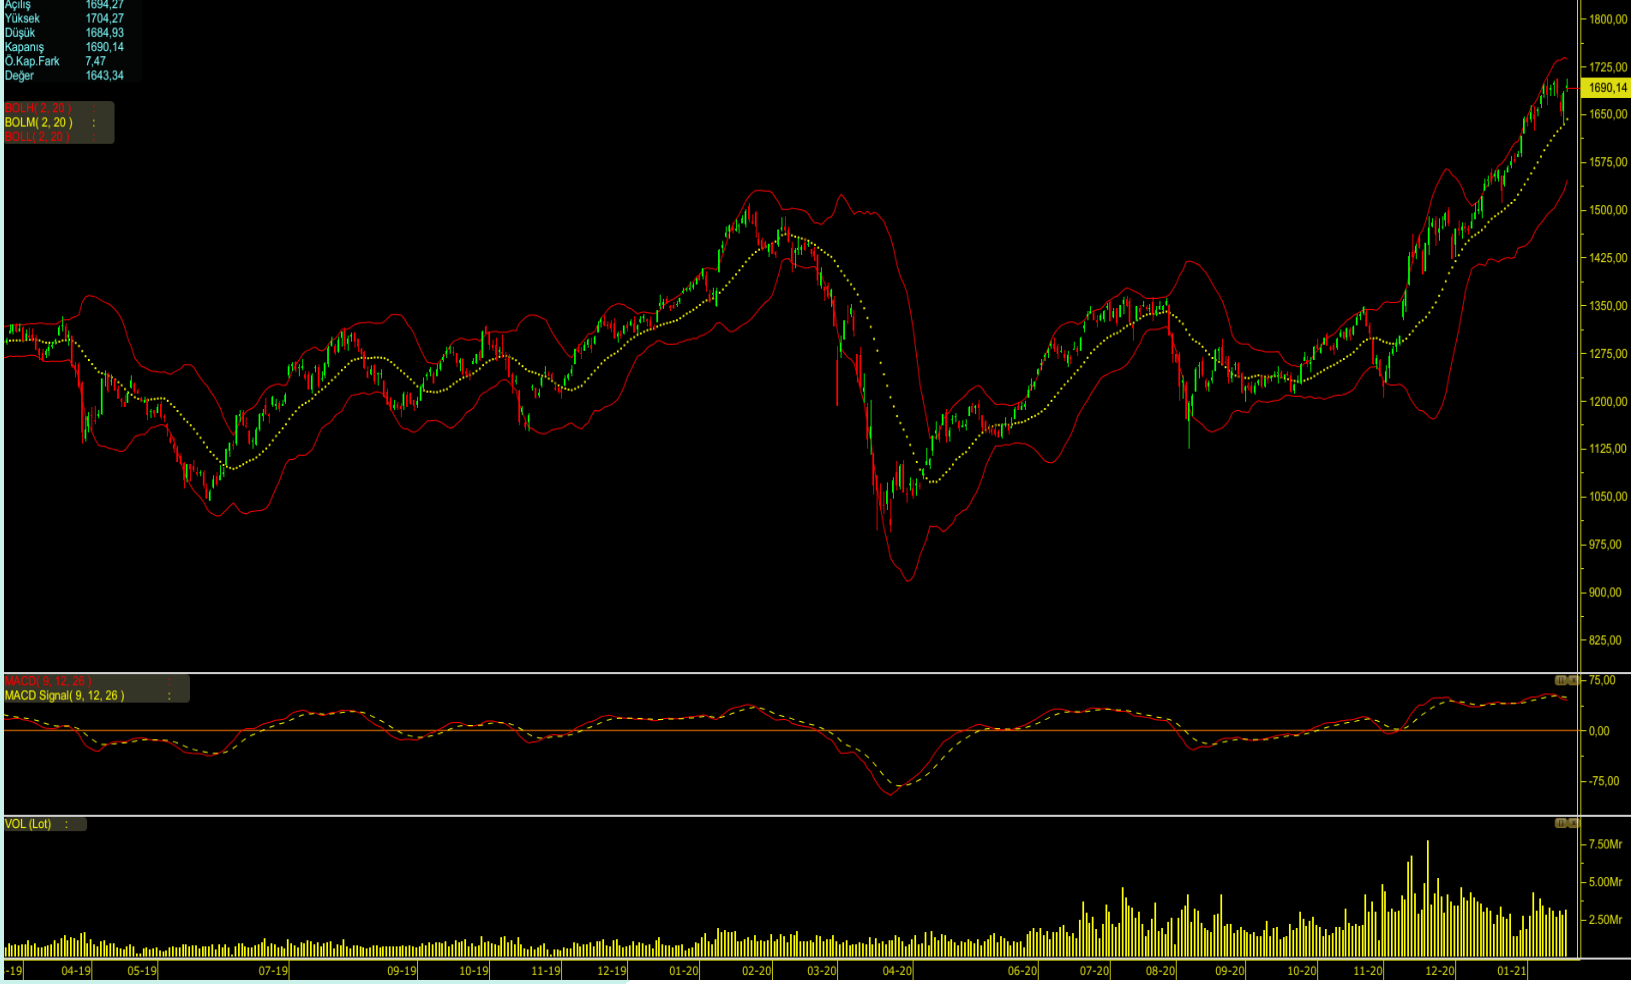 Açılış 1694,27
Yüksek 1704,27
Düşük 1684,93
Kapanış 1690,14
Ö.Kap.Fark 7,47
Değer 1643,34
BOLH( 2, 20 ) :
BOLM( 2, 20 ) :
BOLL( 2, 20 ) :
1800,00
1725,00
1690,14
1650,00
1575,00
1500,00
1425,00
1350,00
1275,00
1200,00
1125,00
1050,00
975,00
900,00
825,00
MACD( 9, 12, 26 ) :
MACD Signal( 9, 12, 26 ) :
75,00
0,00
-75,00
VOL (Lot) :
7.50Mr
5.00Mr
2.50Mr
-19 04-19 05-19 07-19 09-19 10-19 11-19 12-19 01-20 02-20 03-20 04-20 06-20 07-20 08-20 09-20 10-20 11-20 12-20 01-21